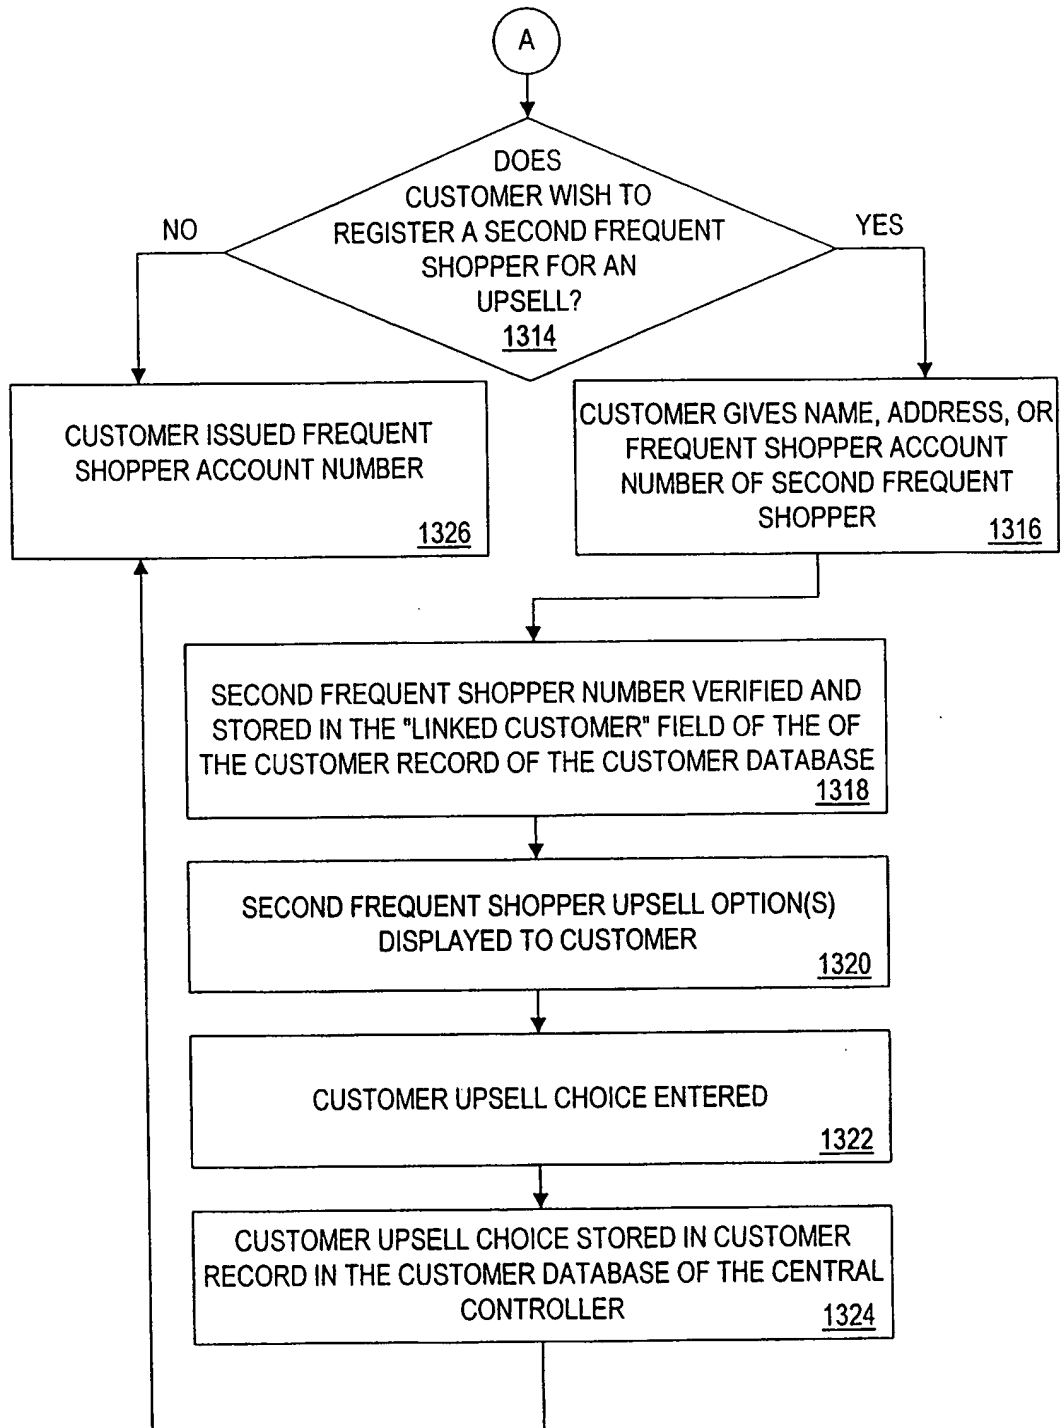 A
DOES
CUSTOMER WISH TO
REGISTER A SECOND FREQUENT
SHOPPER FOR AN
UPSELL?
1314
NO
YES
CUSTOMER ISSUED FREQUENT
SHOPPER ACCOUNT NUMBER
1326
CUSTOMER GIVES NAME, ADDRESS, OR
FREQUENT SHOPPER ACCOUNT
NUMBER OF SECOND FREQUENT
SHOPPER
1316
SECOND FREQUENT SHOPPER NUMBER VERIFIED AND
STORED IN THE "LINKED CUSTOMER" FIELD OF THE OF
THE CUSTOMER RECORD OF THE CUSTOMER DATABASE
1318
SECOND FREQUENT SHOPPER UPSELL OPTION(S)
DISPLAYED TO CUSTOMER
1320
CUSTOMER UPSELL CHOICE ENTERED
1322
CUSTOMER UPSELL CHOICE STORED IN CUSTOMER
RECORD IN THE CUSTOMER DATABASE OF THE CENTRAL
CONTROLLER
1324